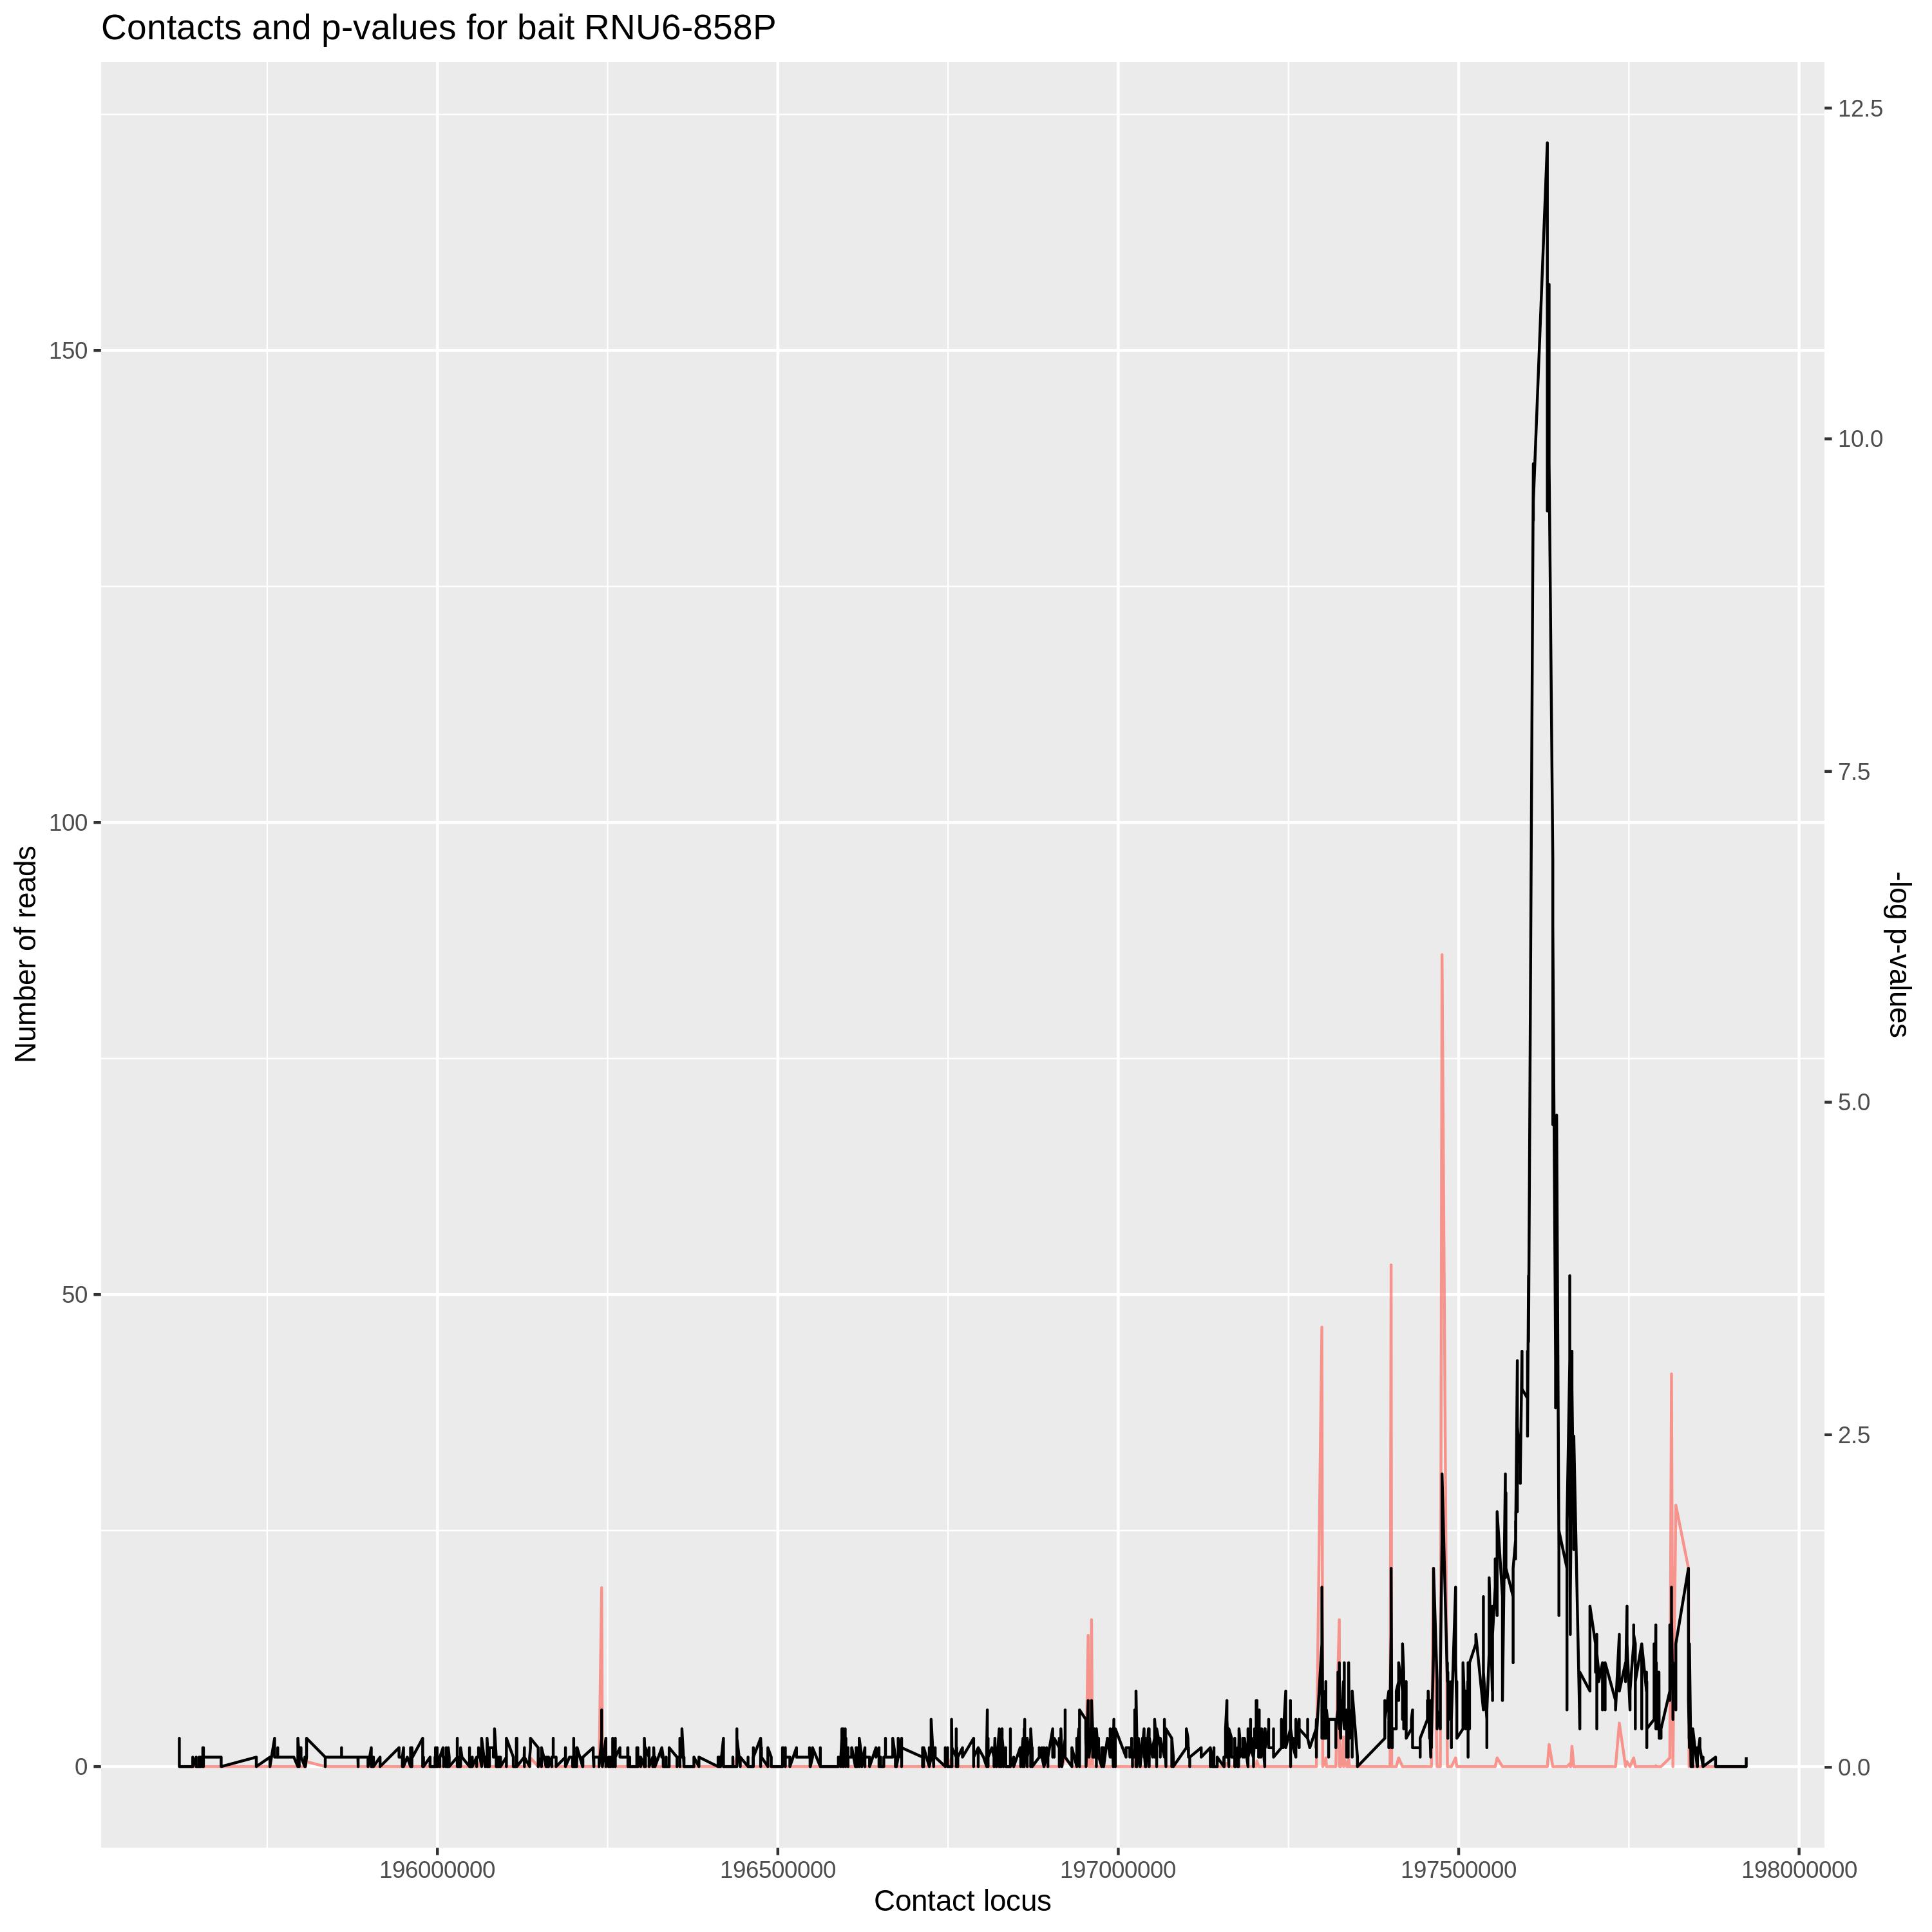 Contacts and p-values for bait RNU6-858P
12.5
150
10.0
7.5
100
Number of reads
-log p-values
5.0
50
2.5
0
0.0
196000000 196500000 197000000 197500000 198000000
Contact locus